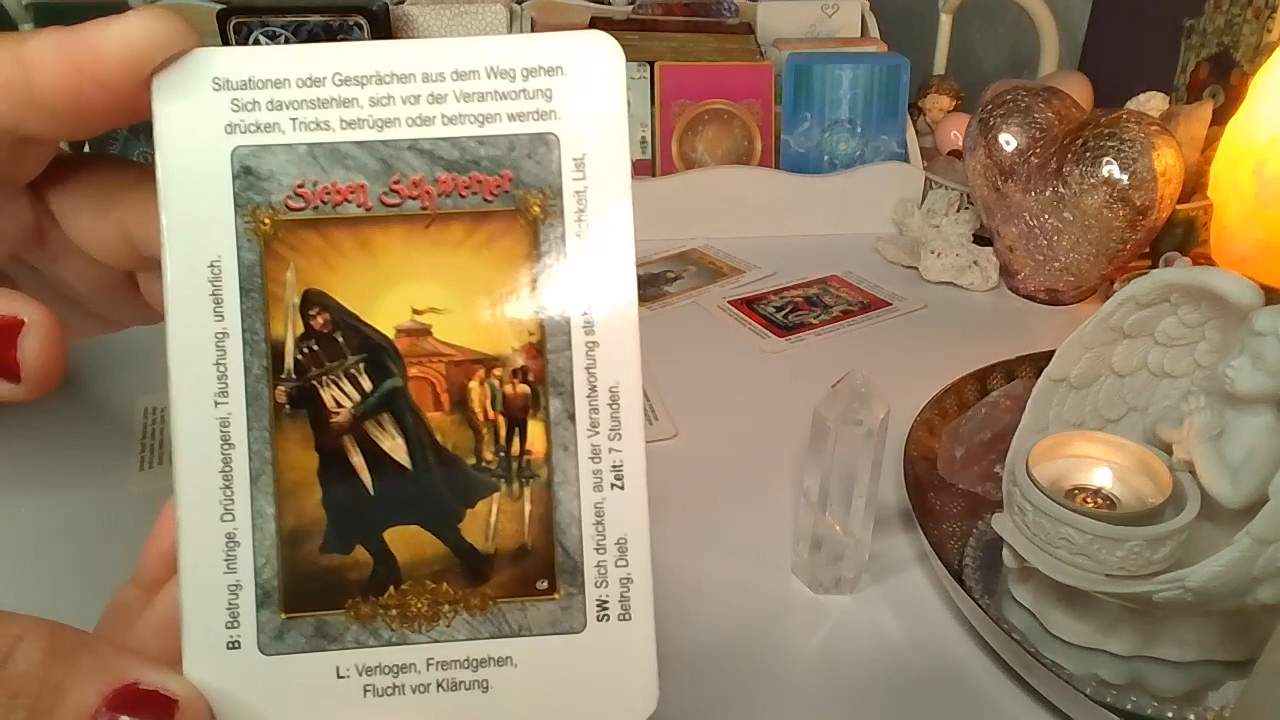 Situationen oder Gesprächen aus dem Weg gehen.
Sich davonstehlen, sich vor der Verantwortung
drücken, Tricks, betrügen oder betrogen werden.
Sieben Schwerter
B: Betrug, Intrige, Drückebergerei, Täuschung, unehrlich.
SW: Sich drücken, aus der Verantwortung List,
Betrug, Dieb. Zeit: 7 Stunden.
L: Verlogen, Fremdgehen,
Flucht vor Klärung.